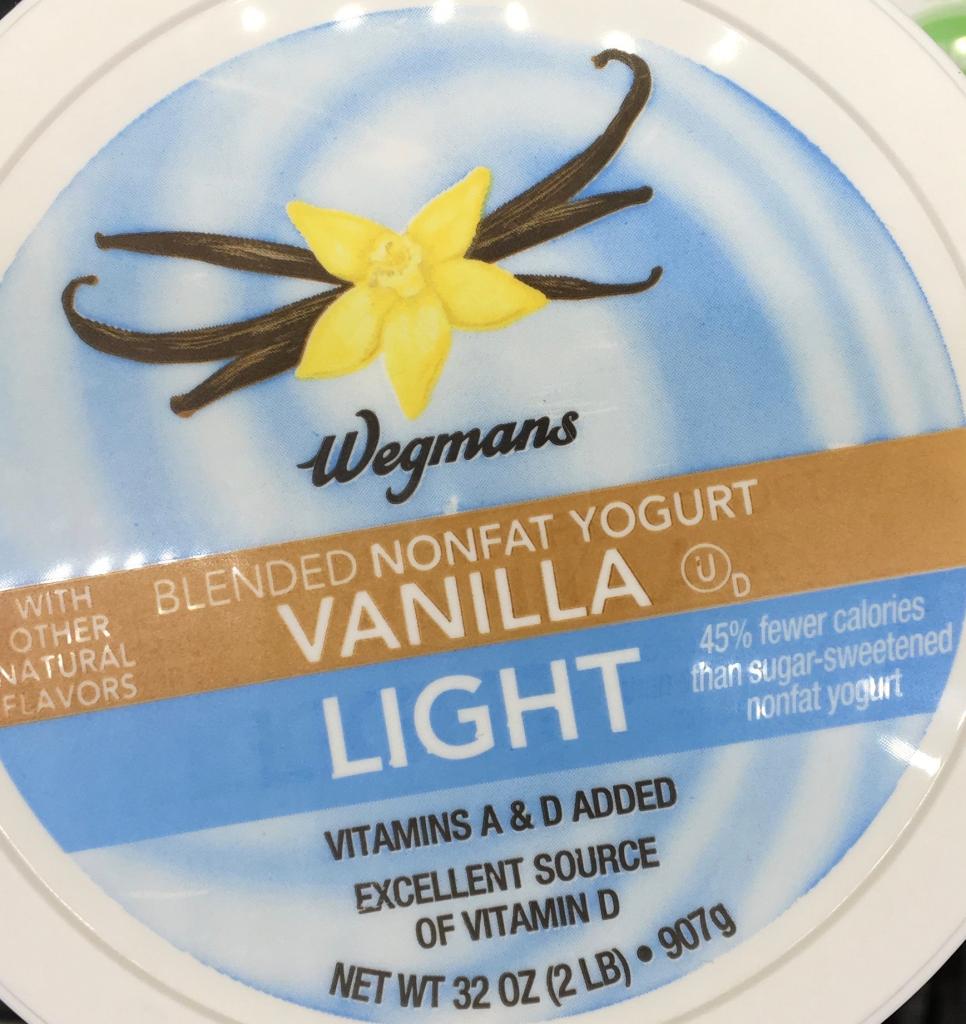 Wegmans
BLENDED NONFAT YOGURT
VANILLA
U D
WITH
OTHER
NATURAL
FLAVORS
LIGHT
45% fewer calories
than sugar-sweetened
nonfat yogurt
VITAMINS A & D ADDED
EXCELLENT SOURCE
OF VITAMIN D
NET WT 32 OZ (2 LB) • 907g